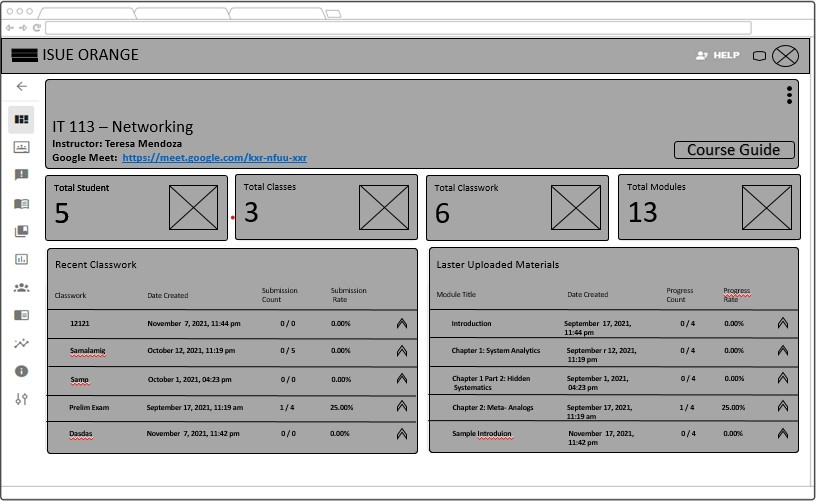 ISUE ORANGE
HELP
IT 113 – Networking
Instructor: Teresa Mendoza
Google Meet: https://meet.google.com/kxr-nfuu-xxr
Course Guide
Total Student
5
Total Classes
3
Total Classwork
6
Total Modules
13
Recent Classwork
Classwork Date Created Submission Count Submission Rate
12121 November 7, 2021, 11:44 pm 0 / 0 0.00%
Samalamig October 12, 2021, 11:19 pm 0 / 5 0.00%
Samp October 1, 2021, 04:23 pm 0 / 0 0.00%
Prelim Exam September 17, 2021, 11:19 am 1 / 4 25.00%
Dasdas November 7, 2021, 11:42 pm 0 / 0 0.00%
Laster Uploaded Materials
Module Title Date Created Progress Count Progress Rate
Introduction September 17, 2021, 11:44 pm 0 / 4 0.00%
Chapter 1: System Analytics September r 12, 2021, 11:19 pm 0 / 4 0.00%
Chapter 1 Part 2: Hidden Systematics September 1, 2021, 04:23 pm 0 / 4 0.00%
Chapter 2: Meta- Analogs September 17, 2021, 11:19 am 1 / 4 25.00%
Sample Introduion November 17, 2021, 11:42 pm 0 / 4 0.00%